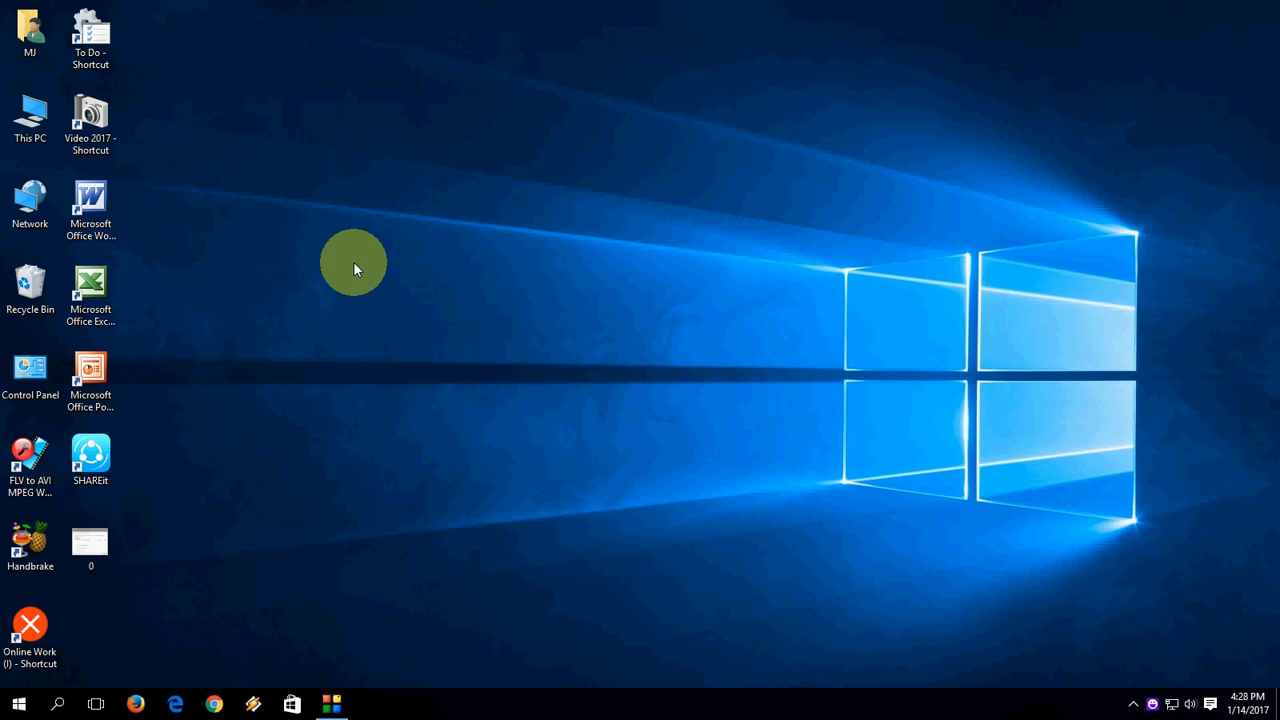 MJ
To Do -
Shortcut
This PC
Video 2017 -
Shortcut
Network
Microsoft
Office Wo...
Recycle Bin
Microsoft
Office Exc...
Control Panel
Microsoft
Office Po...
FLV to AVI
MPEG W...
SHAREit
Handbrake
0
Online Work
(I) - Shortcut
4:28 PM
1/14/2017